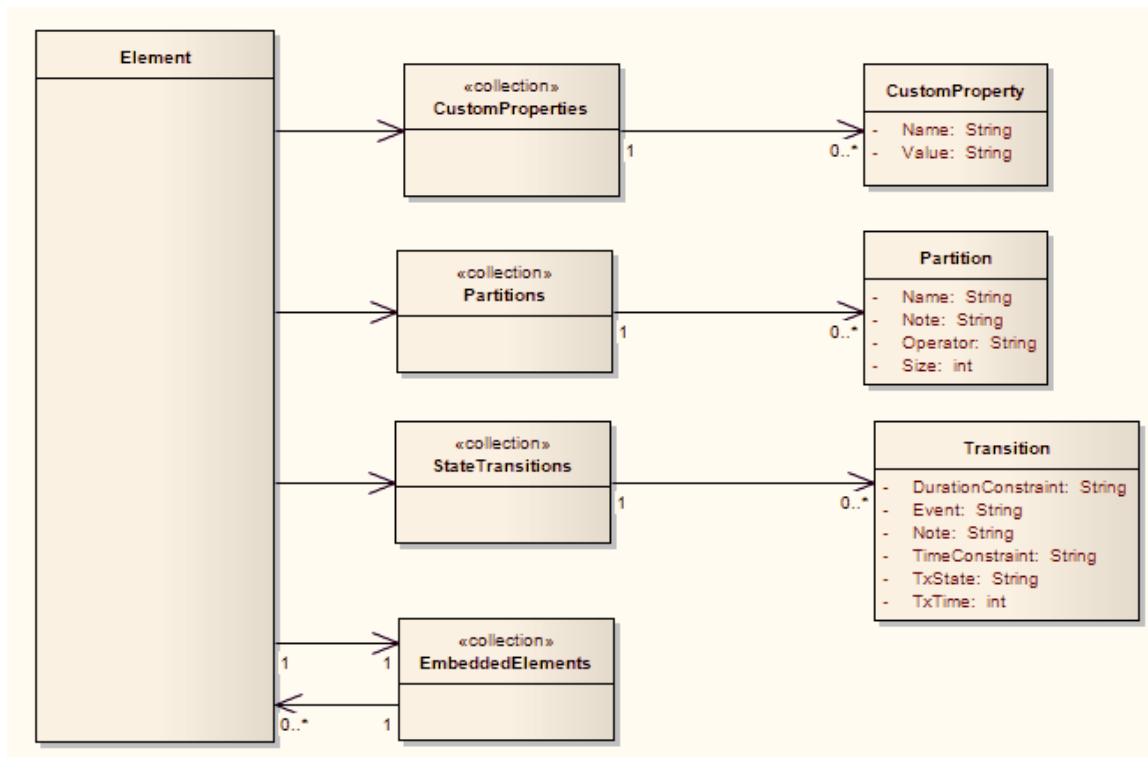 Element
«collection»
CustomProperties
1
0..*
CustomProperty
- Name: String
- Value: String
«collection»
Partitions
1
0..*
Partition
- Name: String
- Note: String
- Operator: String
- Size: int
«collection»
StateTransitions
1
0..*
Transition
- DurationConstraint: String
- Event: String
- Note: String
- TimeConstraint: String
- TxState: String
- TxTime: int
1
1
«collection»
EmbeddedElements
0..*
1